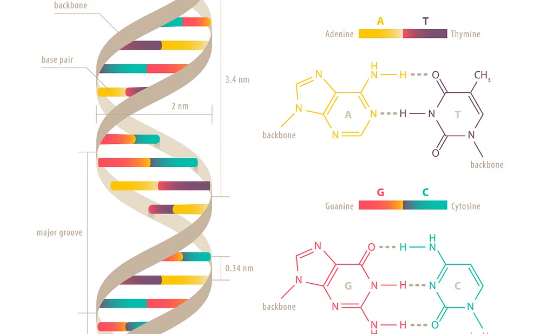 backbone
base pair
3,4 nm
2 nm
major groove
0.34 nm
A T
Adenine Thymine
N
N
N
N
A
H
N H
O
CH3
H N
T
N
O
backbone
backbone
G C
Guanine Cytosine
N
N
N
N
G
O
H
H
N
H
N
C
N
H
N
H
O
backbone